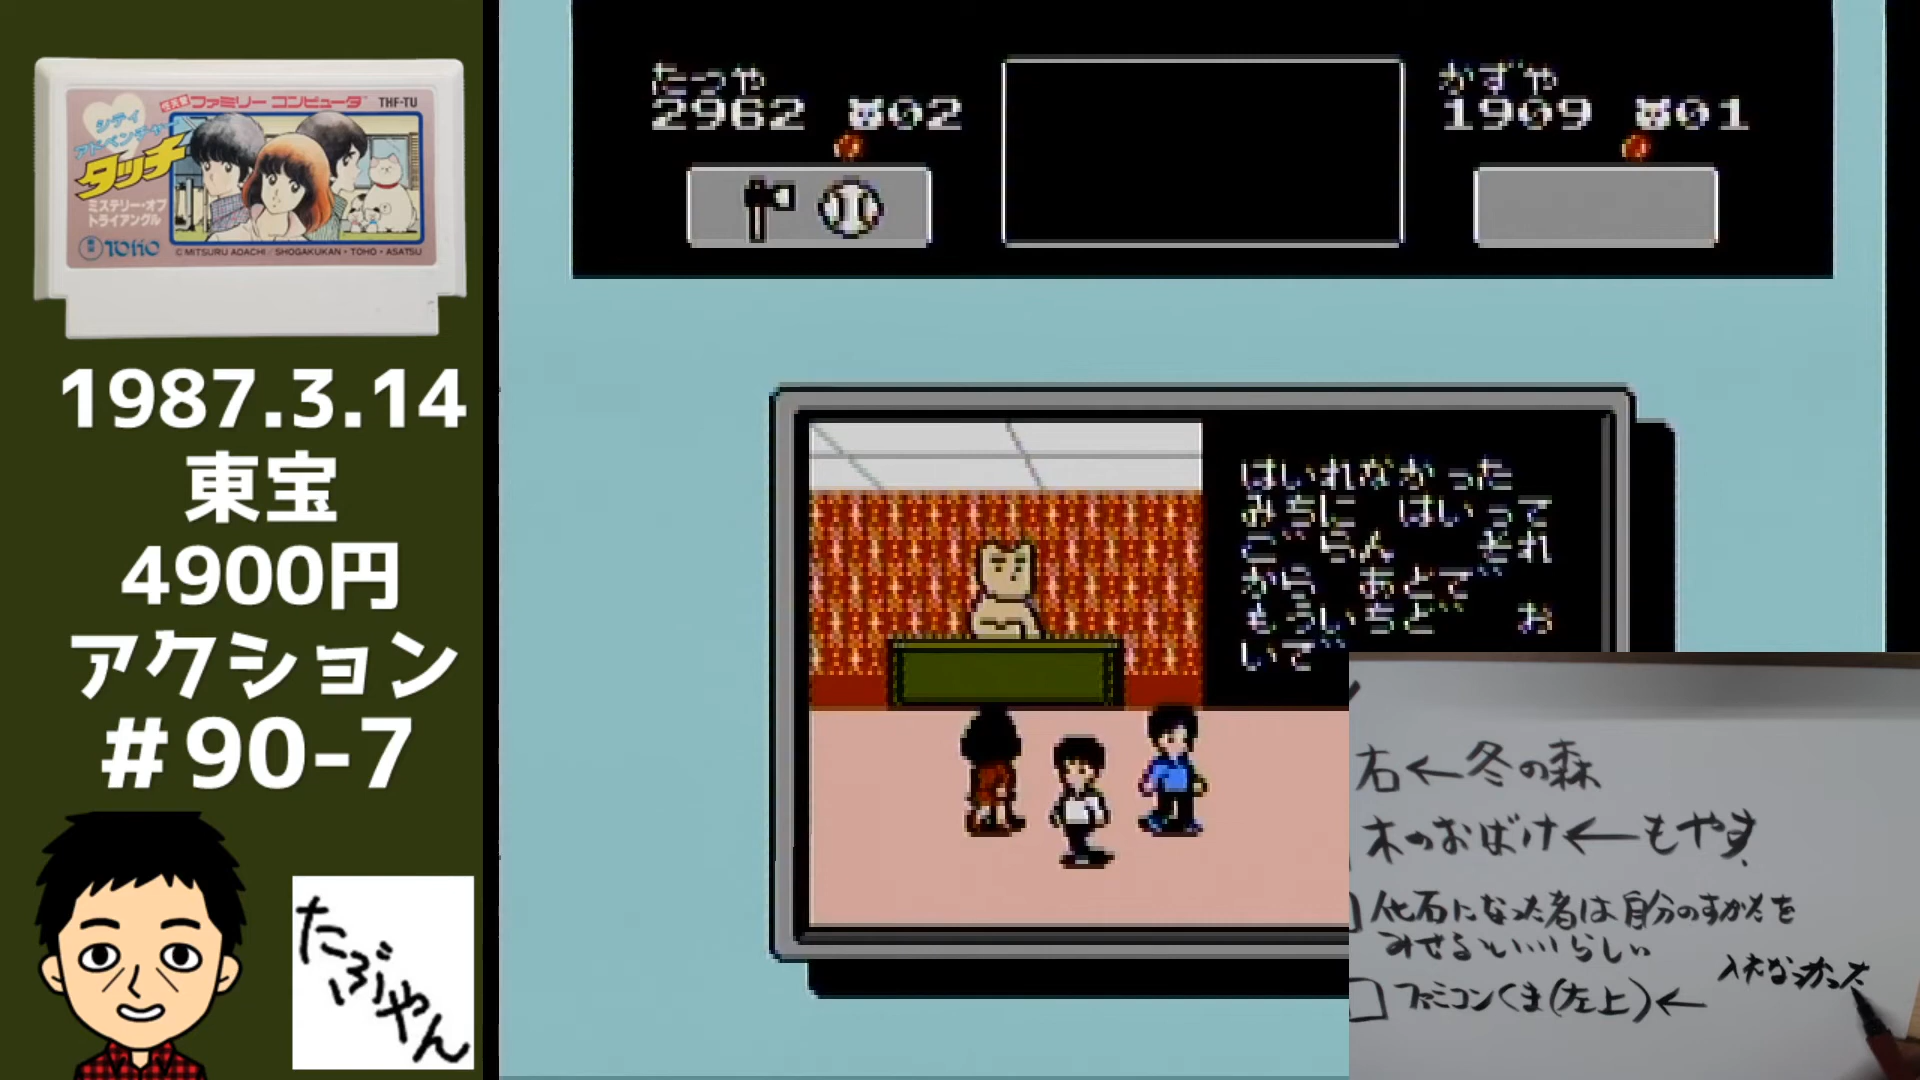 任天堂 ファミリーコンピュータ THF-TU
シティ
アドベンチャー
タッチ
ミステリー・オブ
トライアングル
TOHO
©MITSURU ADACHI/SHOGAKUKAN・TOHO・ASATSU
1987.3.14
東宝
4900円
アクション
#90-7
たぶやん
たつや
2962 02
かずや
1909 01
はいれなかった
みちに はいって
ごらん それ
から あとで
もういちど お
いで
右←冬の森
木のおばけ←もやす
化石になった者は自分のすがたを
みせるといいらしい
入れなかった
ファミコンくま(左上)←